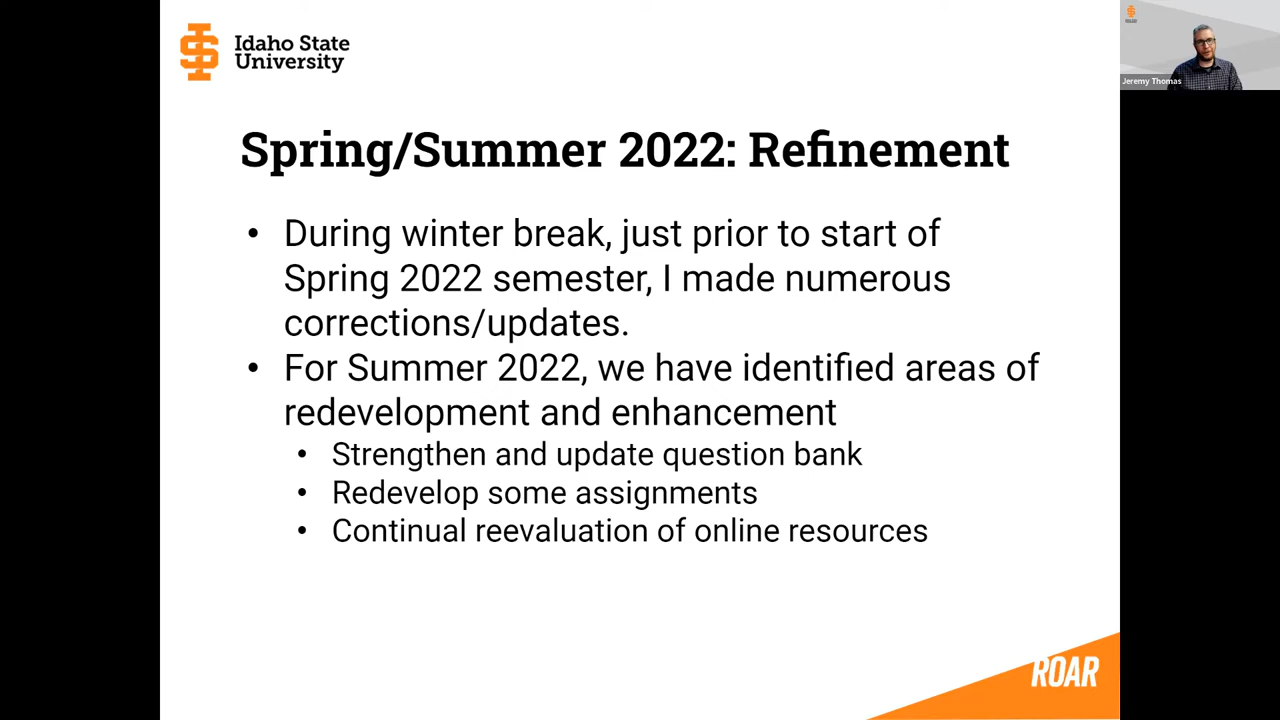 Idaho State
University
Jeremy Thomas
Spring/Summer 2022: Refinement
• During winter break, just prior to start of
Spring 2022 semester, I made numerous
corrections/updates.
• For Summer 2022, we have identified areas of
redevelopment and enhancement
• Strengthen and update question bank
• Redevelop some assignments
• Continual reevaluation of online resources
ROAR